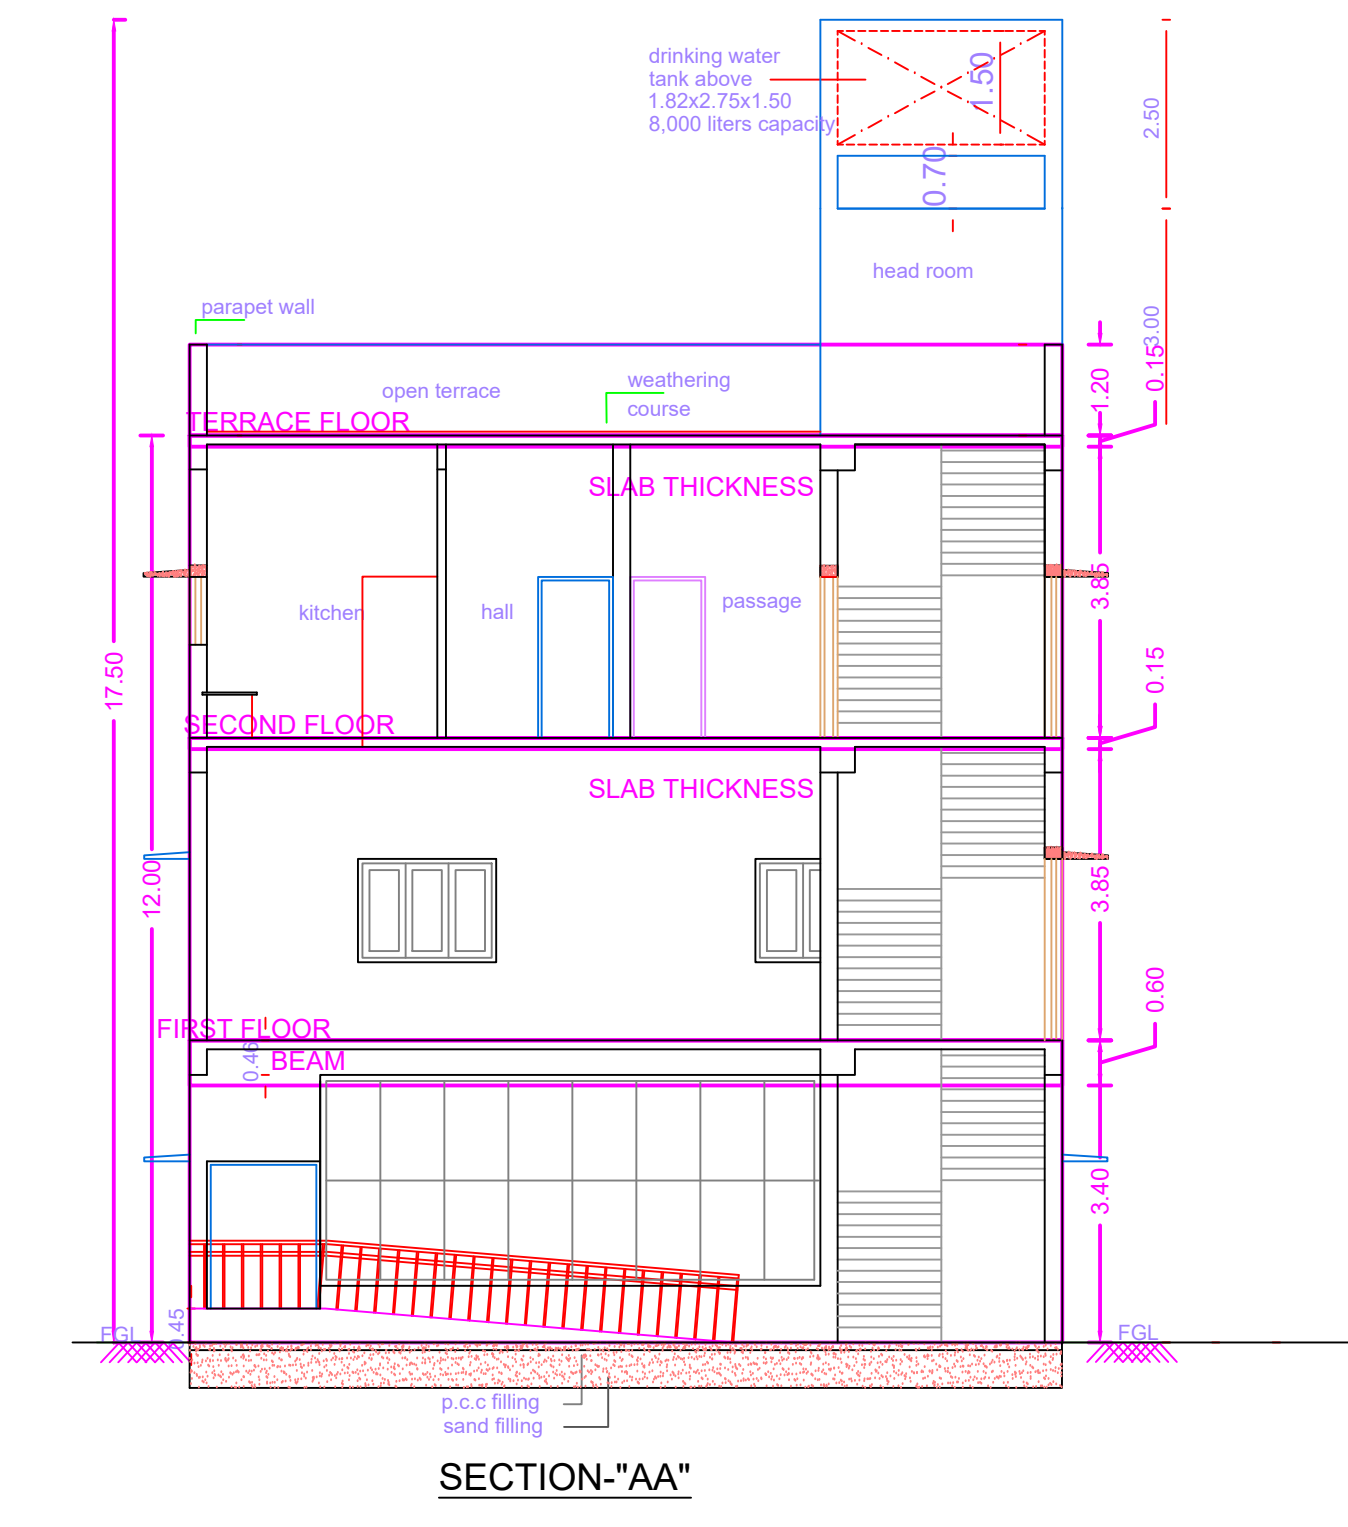 drinking water
tank above
1.82x2.75x1.50
8,000 liters capacity
1.50
0.70
2.50
head room
3.00
parapet wall
open terrace
weathering
course
1.20
0.15
TERRACE FLOOR
SLAB THICKNESS
kitchen
hall
passage
3.85
17.50
0.15
SECOND FLOOR
SLAB THICKNESS
12.00
3.85
0.60
FIRST FLOOR
BEAM
0.46
3.40
0.45
FGL
FGL
p.c.c filling
sand filling
SECTION-"AA"